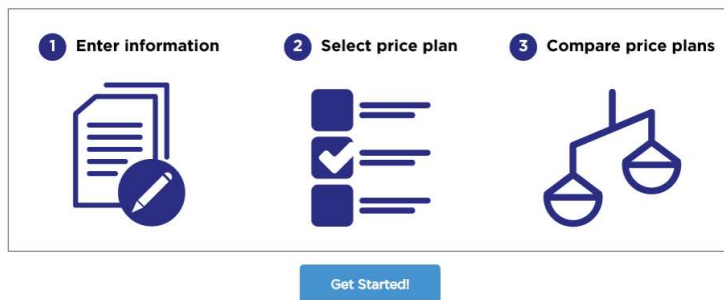 1 Enter information
2 Select price plan
3 Compare price plans
Get Started!